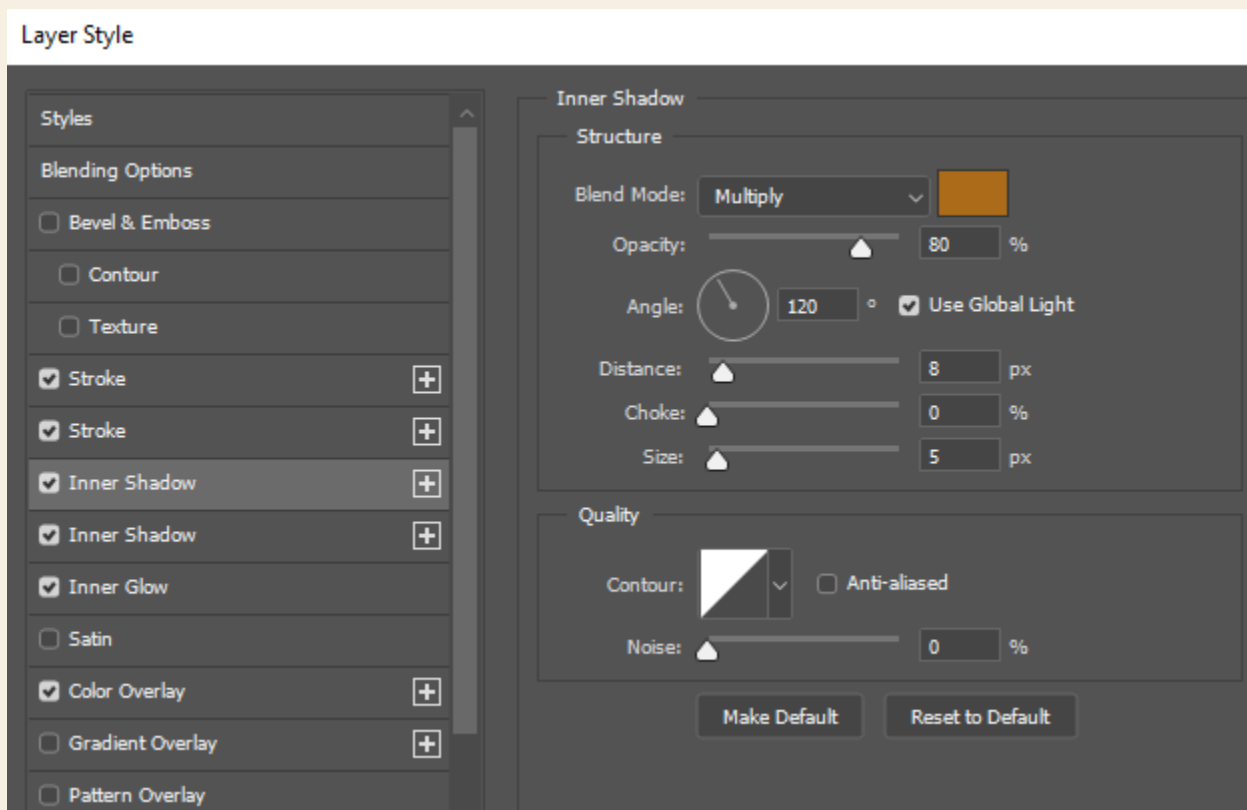 Layer Style
Styles
Blending Options
Bevel & Emboss
Contour
Texture
Stroke
Stroke
Inner Shadow
Inner Shadow
Inner Glow
Satin
Color Overlay
Gradient Overlay
Pattern Overlay
Inner Shadow
Structure
Blend Mode: Multiply
Opacity: 80 %
Angle: 120 ° Use Global Light
Distance: 8 px
Choke: 0 %
Size: 5 px
Quality
Contour: Anti-aliased
Noise: 0 %
Make Default Reset to Default